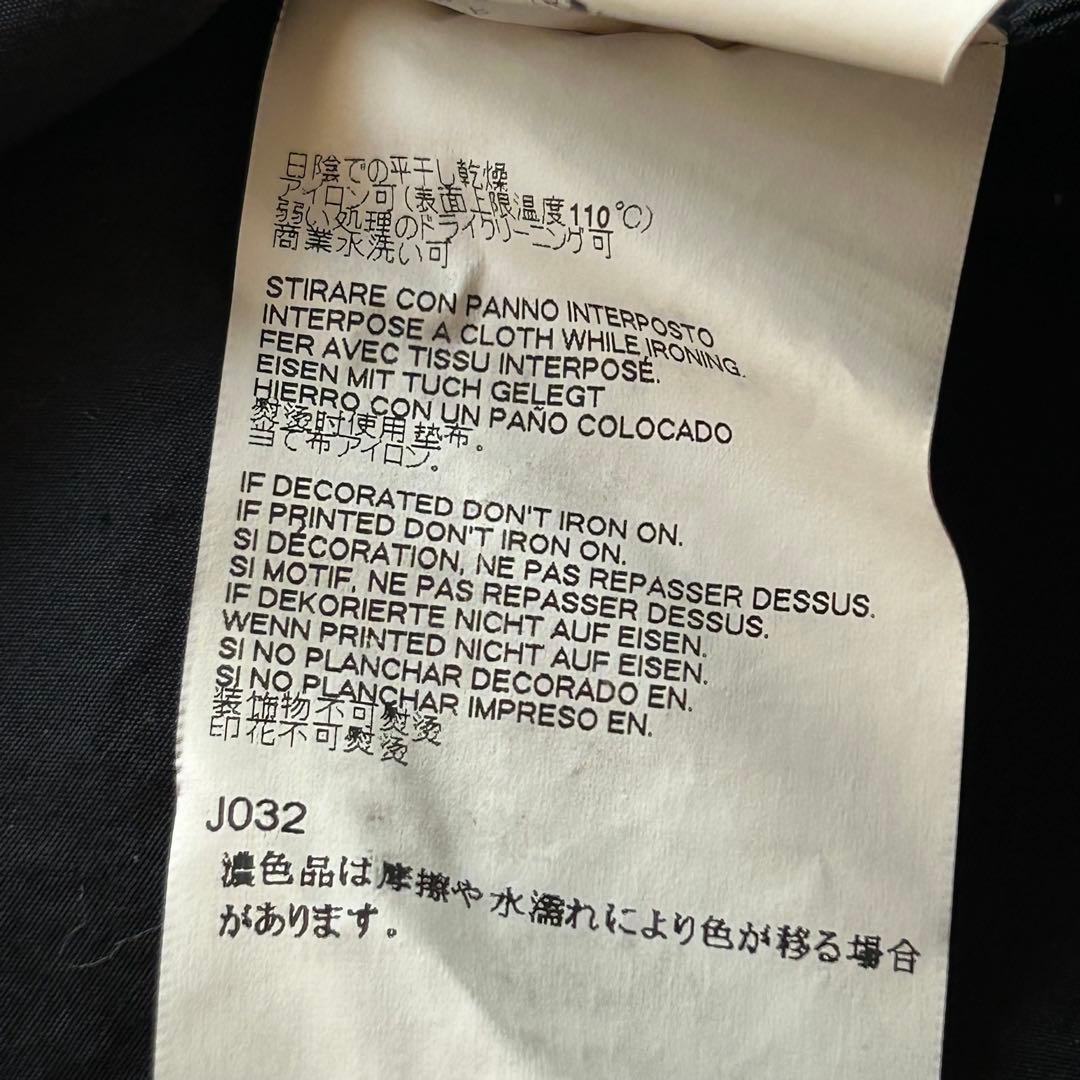 日陰での平干し乾燥
アイロン可(表面上限温度110℃)
弱い処理のドライクリーニング可
商業水洗い可
STIRARE CON PANNO INTERPOSTO
INTERPOSE A CLOTH WHILE IRONING.
FER AVEC TISSU INTERPOSÉ.
EISEN MIT TUCH GELEGT
HIERRO CON UN PAÑO COLOCADO
熨烫时使用垫布。
当て布アイロン。
IF DECORATED DON'T IRON ON.
IF PRINTED DON'T IRON ON.
SI DÉCORATION, NE PAS REPASSER DESSUS.
SI MOTIF, NE PAS REPASSER DESSUS.
IF DEKORIERTE NICHT AUF EISEN.
WENN PRINTED NICHT AUF EISEN.
SI NO PLANCHAR DECORADO EN.
SI NO PLANCHAR IMPRESO EN.
装饰物不可熨烫
印花不可熨烫
J032
濃色品は摩擦や水濡れにより色が移る場合
があります。